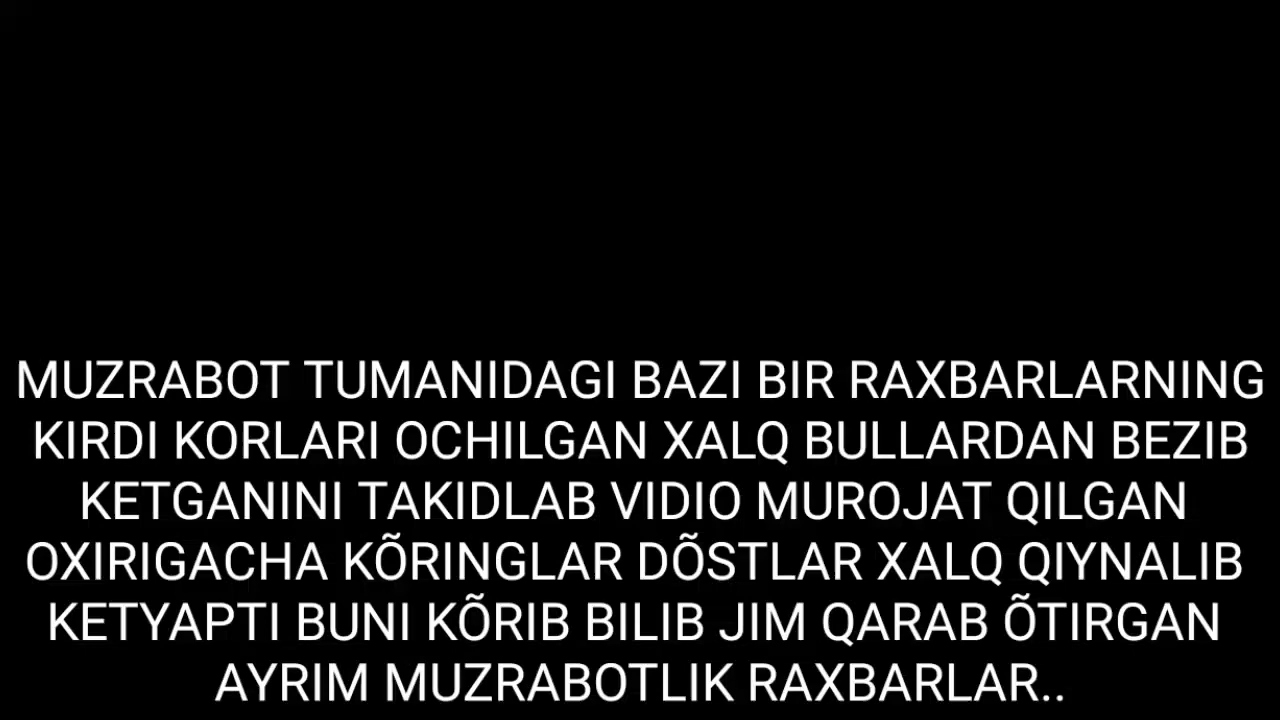 MUZRABOT TUMANIDAGI BAZI BIR RAXBARLARNING
KIRDI KORLARI OCHILGAN XALQ BULLARDAN BEZIB
KETGANINI TAKIDLAB VIDIO MUROJAT QILGAN
OXIRIGACHA KÕRINGLAR DÕSTLAR XALQ QIYNALIB
KETYAPTI BUNI KÕRIB BILIB JIM QARAB ÕTIRGAN
AYRIM MUZRABOTLIK RAXBARLAR..